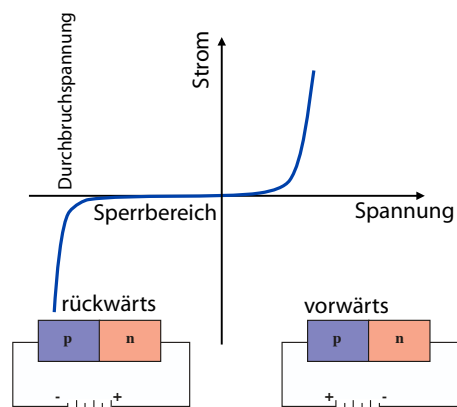 Durchbruchspannung
Strom
Sperrbereich
Spannung
rückwärts
vorwärts
p n
p n
- +
+ -